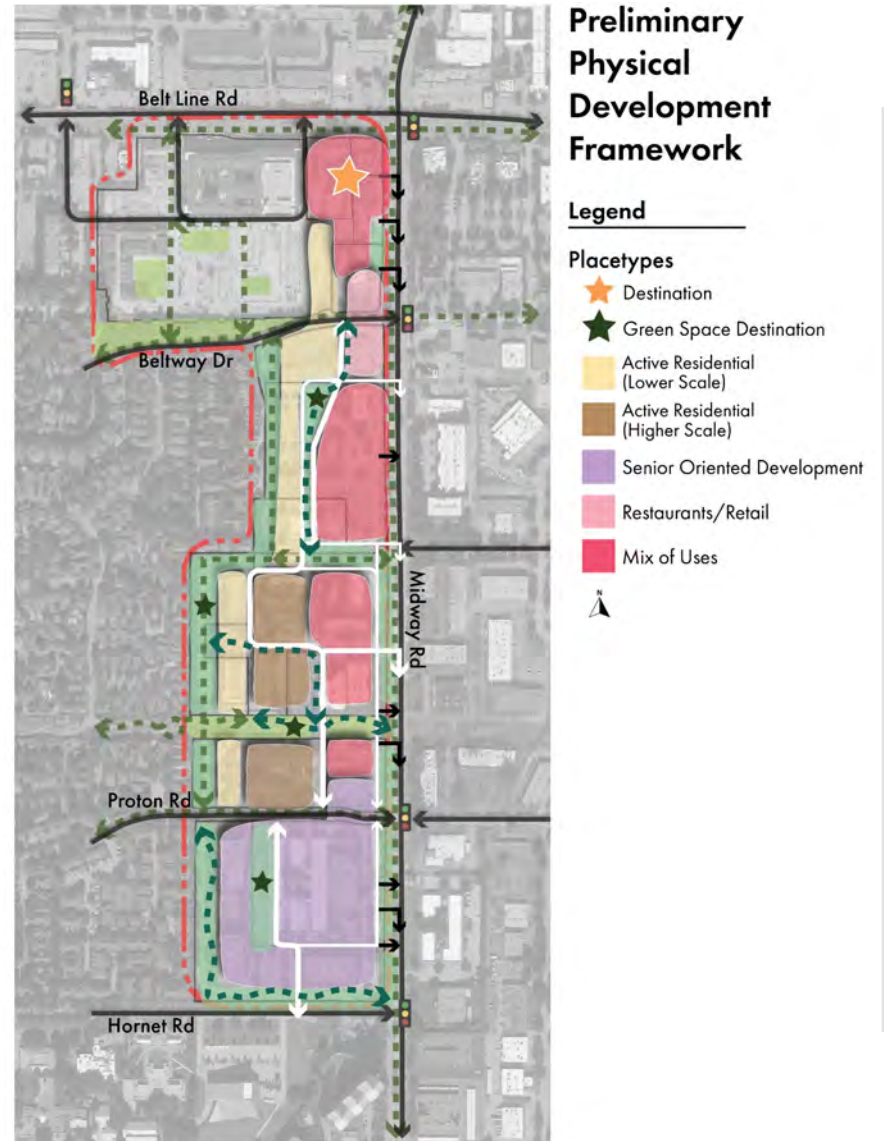 Preliminary
Physical
Development
Framework
Legend
Placetypes
Destination
Green Space Destination
Active Residential
(Lower Scale)
Active Residential
(Higher Scale)
Senior Oriented Development
Restaurants/Retail
Mix of Uses
N
Belt Line Rd
Beltway Dr
Midway Rd
Proton Rd
Hornet Rd